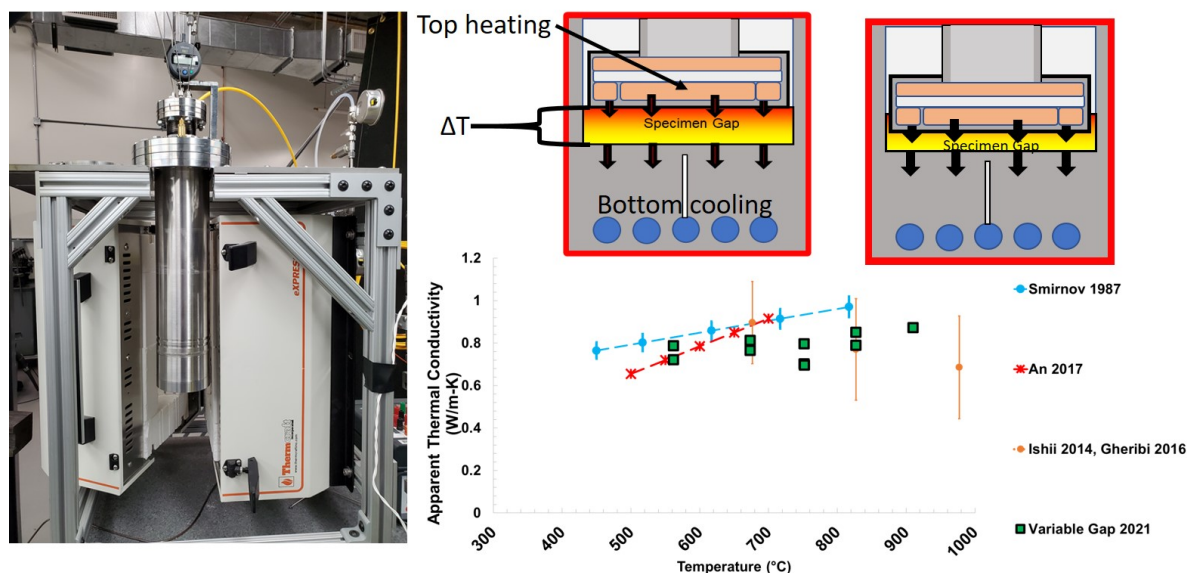 Top heating
ΔT
Specimen Gap
Bottom cooling
Specimen Gap
eXPRESS
Thermcraft
Apparent Thermal Conductivity
(W/m-K)
1.2
1
0.8
0.6
0.4
0.2
0
300
400
500
600
700
800
900
1000
Temperature (°C)
Smirnov 1987
An 2017
Ishii 2014, Gheribi 2016
Variable Gap 2021